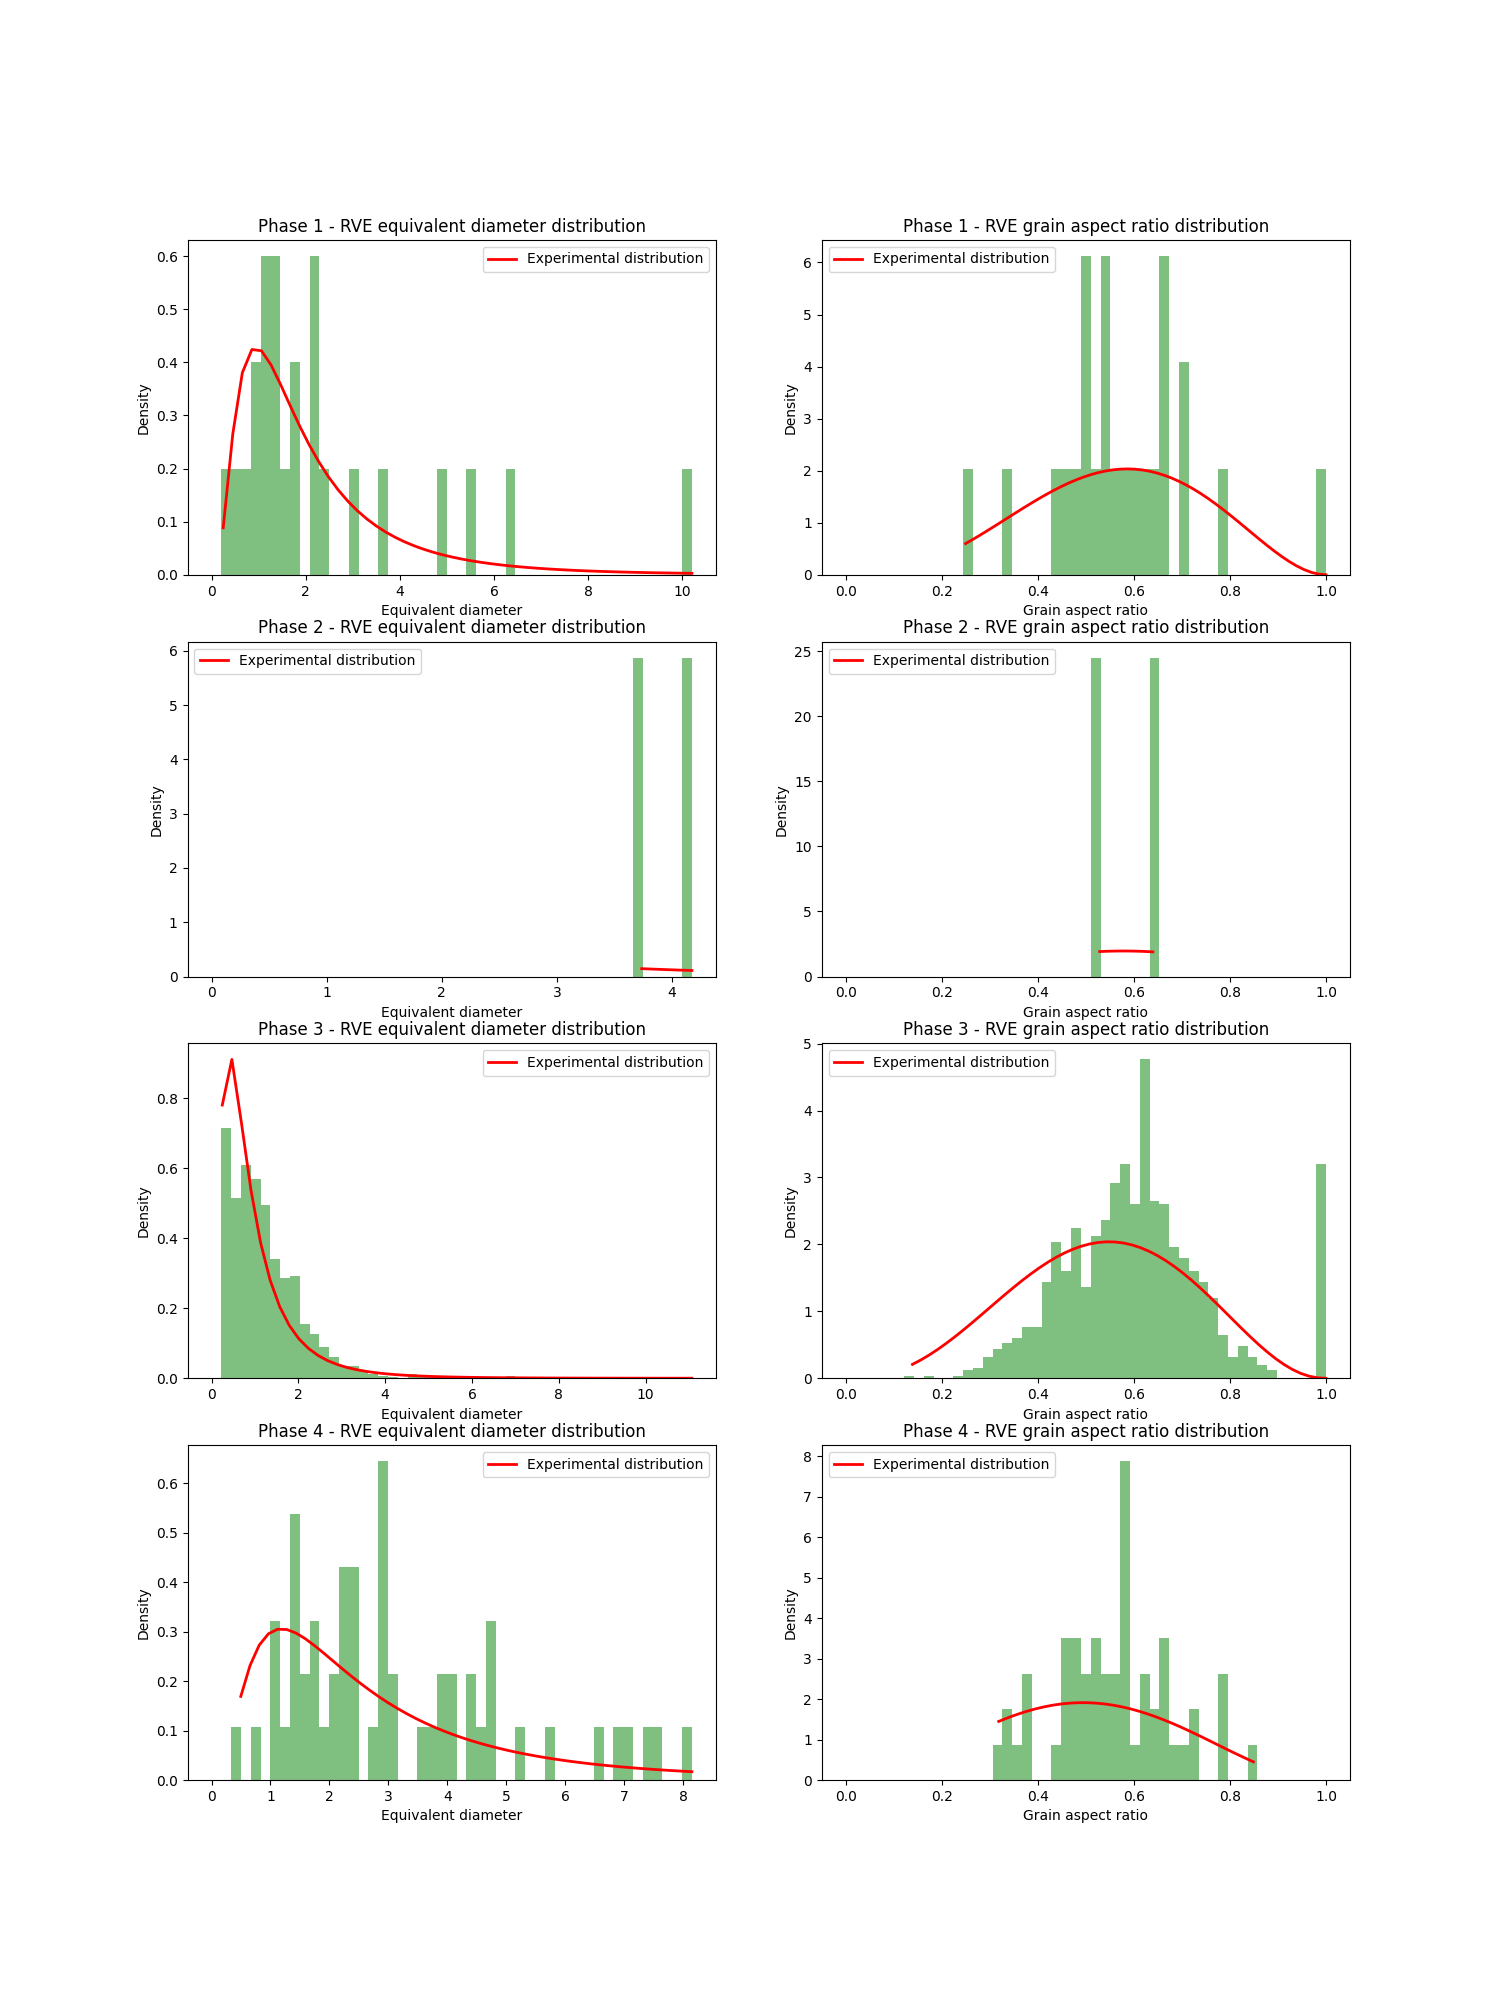 Phase 1 - RVE equivalent diameter distribution
Experimental distribution
0.6
0.5
0.4
0.3
0.2
0.1
0.0
Density
0 2 4 6 8 10
Equivalent diameter
Phase 1 - RVE grain aspect ratio distribution
Experimental distribution
6
5
4
3
2
1
0
Density
0.0 0.2 0.4 0.6 0.8 1.0
Grain aspect ratio
Phase 2 - RVE equivalent diameter distribution
Experimental distribution
6
5
4
3
2
1
0
Density
0 1 2 3 4
Equivalent diameter
Phase 2 - RVE grain aspect ratio distribution
Experimental distribution
25
20
15
10
5
0
Density
0.0 0.2 0.4 0.6 0.8 1.0
Grain aspect ratio
Phase 3 - RVE equivalent diameter distribution
Experimental distribution
0.8
0.6
0.4
0.2
0.0
Density
0 2 4 6 8 10
Equivalent diameter
Phase 3 - RVE grain aspect ratio distribution
Experimental distribution
5
4
3
2
1
0
Density
0.0 0.2 0.4 0.6 0.8 1.0
Grain aspect ratio
Phase 4 - RVE equivalent diameter distribution
Experimental distribution
0.6
0.5
0.4
0.3
0.2
0.1
0.0
Density
0 1 2 3 4 5 6 7 8
Equivalent diameter
Phase 4 - RVE grain aspect ratio distribution
Experimental distribution
8
7
6
5
4
3
2
1
0
Density
0.0 0.2 0.4 0.6 0.8 1.0
Grain aspect ratio